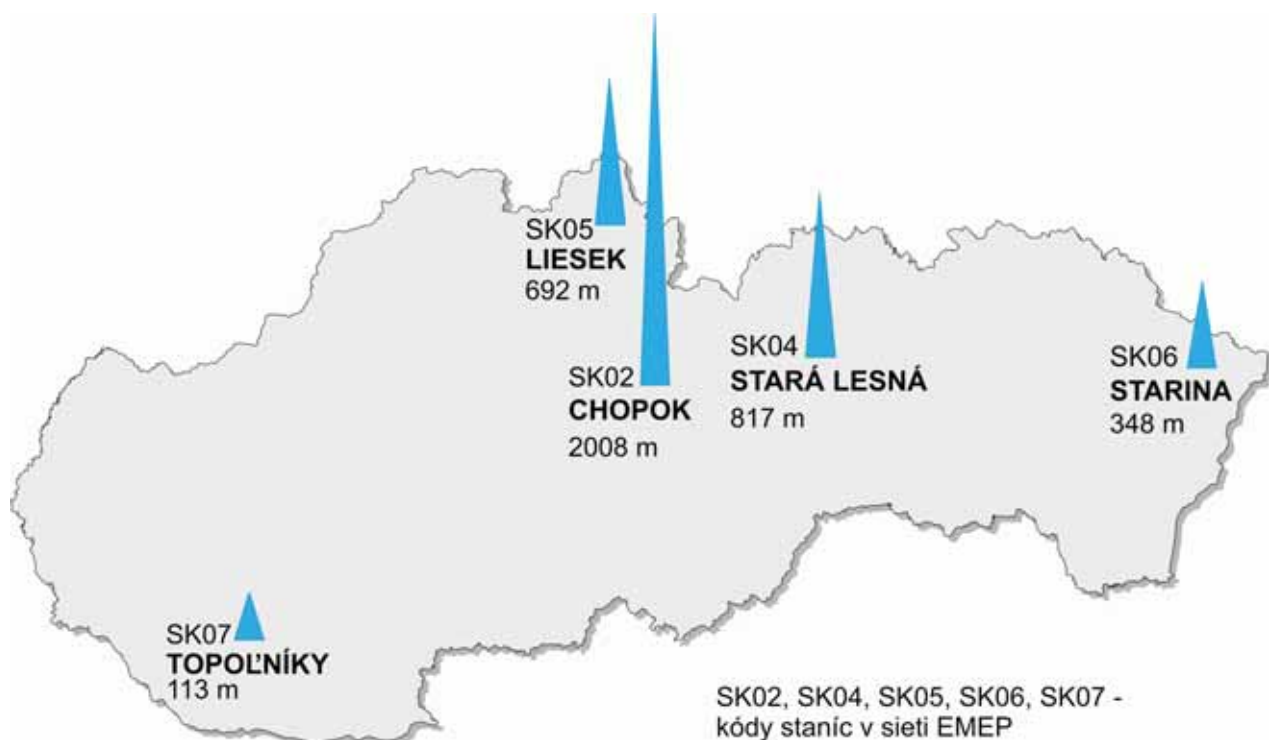 SK05
LIESEK
692 m
SK02
CHOPOK
2008 m
SK04
STARÁ LESNÁ
817 m
SK06
STARINA
348 m
SK07
TOPOĽNÍKY
113 m
SK02, SK04, SK05, SK06, SK07 -
kódy staníc v sieti EMEP